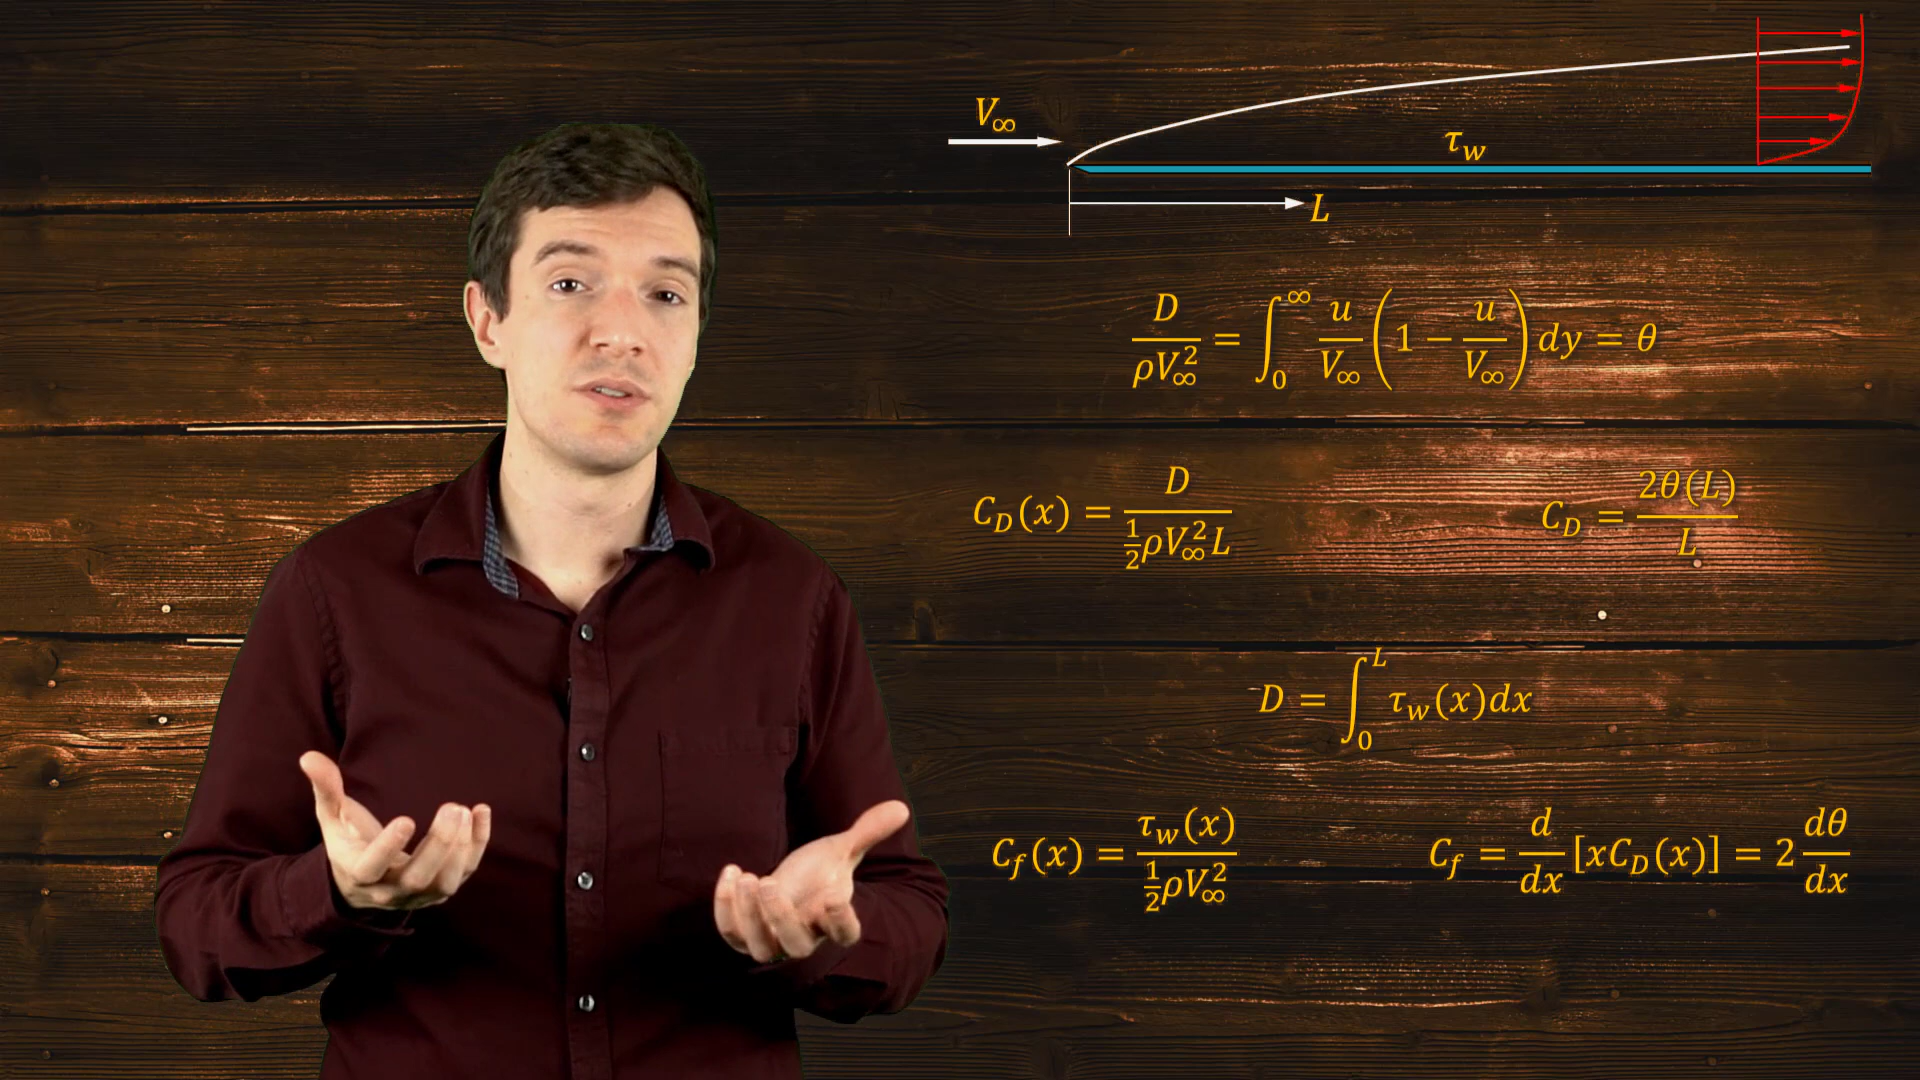 V∞
τw
L
D/ρV∞² = ∫₀^∞ u/V∞ (1 − u/V∞) dy = θ
C_D(x) = D/(½ρV∞²L)
C_D = 2θ(L)/L
D = ∫₀^L τw(x)dx
C_f(x) = τw(x)/(½ρV∞²)
C_f = d/dx [xC_D(x)] = 2 dθ/dx